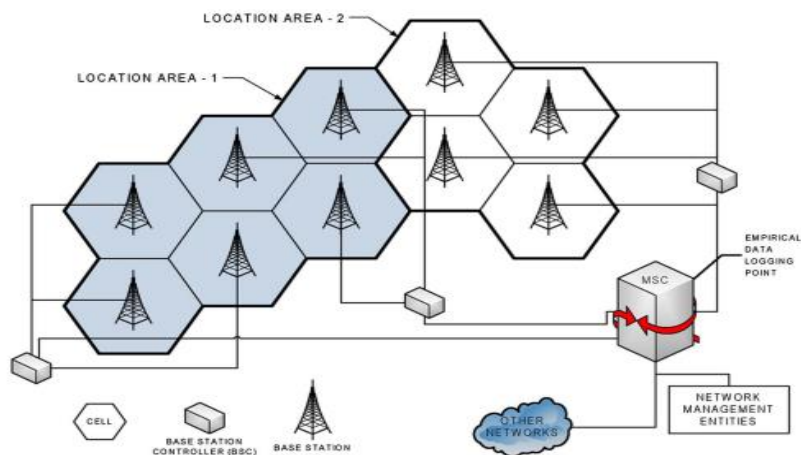 LOCATION AREA - 2
LOCATION AREA - 1
EMPIRICAL
DATA
LOGGING
POINT
MSC
CELL
BASE STATION
CONTROLLER (BSC)
BASE STATION
OTHER
NETWORKS
NETWORK
MANAGEMENT
ENTITIES